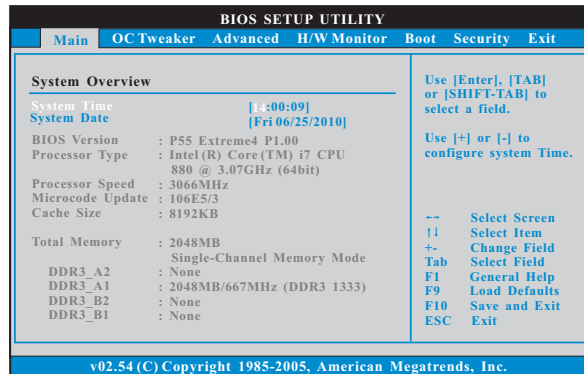 BIOS SETUP UTILITY
Main OC Tweaker Advanced H/W Monitor Boot Security Exit
System Overview
System Time [14:00:09]
System Date [Fri 06/25/2010]
BIOS Version : P55 Extreme4 P1.00
Processor Type : Intel (R) Core (TM) i7 CPU
880 @ 3.07GHz (64bit)
Processor Speed : 3066MHz
Microcode Update : 106E5/3
Cache Size : 8192KB
Total Memory : 2048MB
Single-Channel Memory Mode
DDR3_A2 : None
DDR3_A1 : 2048MB/667MHz (DDR3 1333)
DDR3_B2 : None
DDR3_B1 : None
Use [Enter], [TAB]
or [SHIFT-TAB] to
select a field.
Use [+] or [-] to
configure system Time.
←→ Select Screen
↑↓ Select Item
+- Change Field
Tab Select Field
F1 General Help
F9 Load Defaults
F10 Save and Exit
ESC Exit
v02.54 (C) Copyright 1985-2005, American Megatrends, Inc.